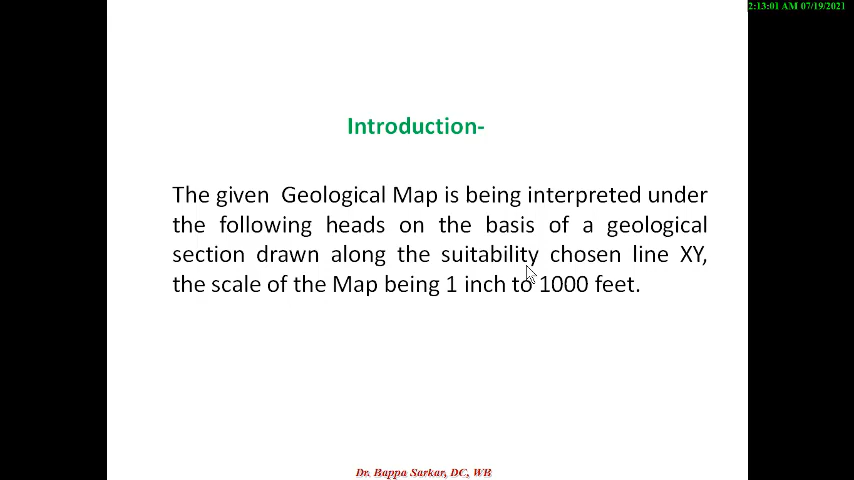 2:13:01 AM 07/19/2021
Introduction-
The given Geological Map is being interpreted under
the following heads on the basis of a geological
section drawn along the suitability chosen line XY,
the scale of the Map being 1 inch to 1000 feet.
Dr. Bappa Sarkar, DC, WB